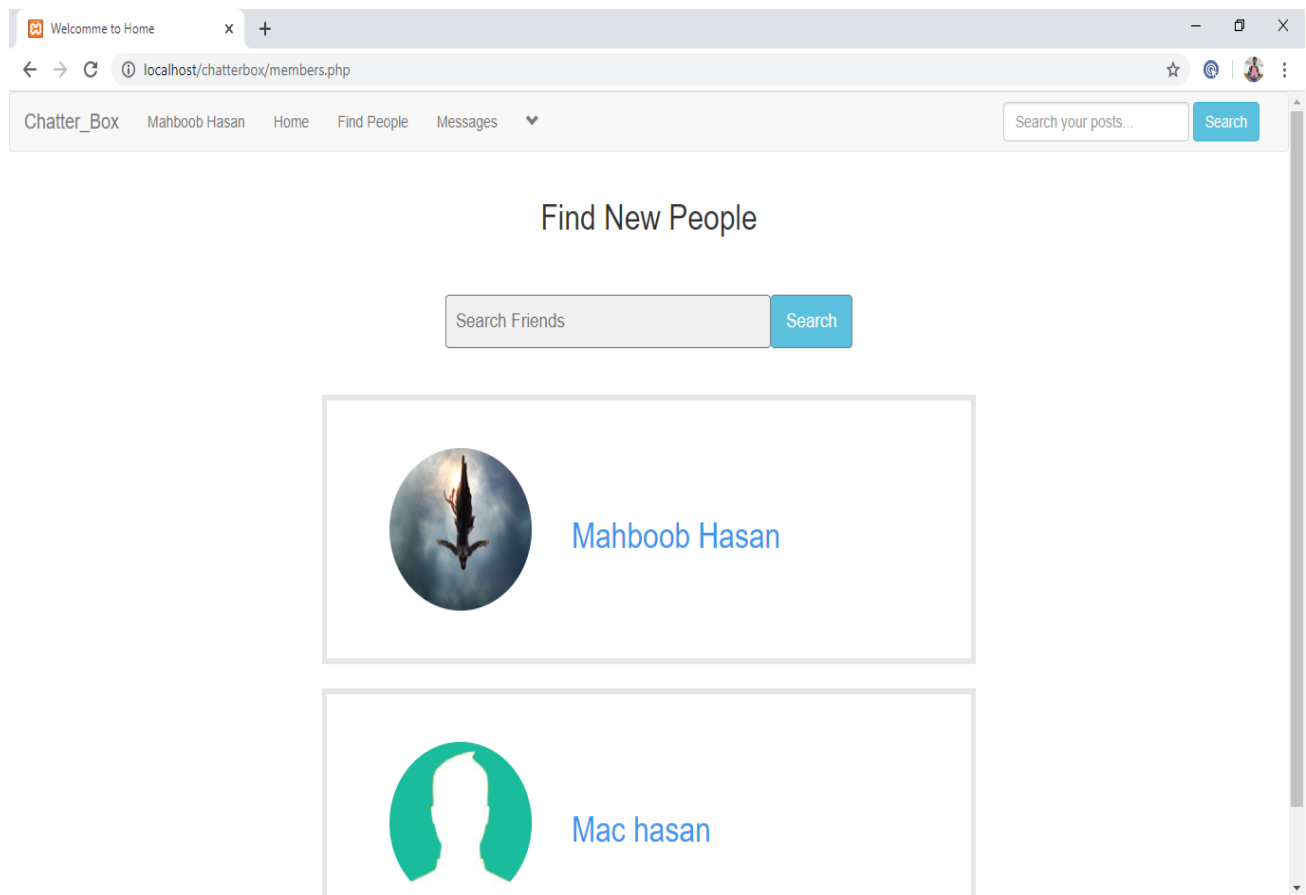 Welcomme to Home
localhost/chatterbox/members.php
Chatter_Box Mahboob Hasan Home Find People Messages Search your posts... Search
Find New People
Search Friends Search
Mahboob Hasan
Mac hasan